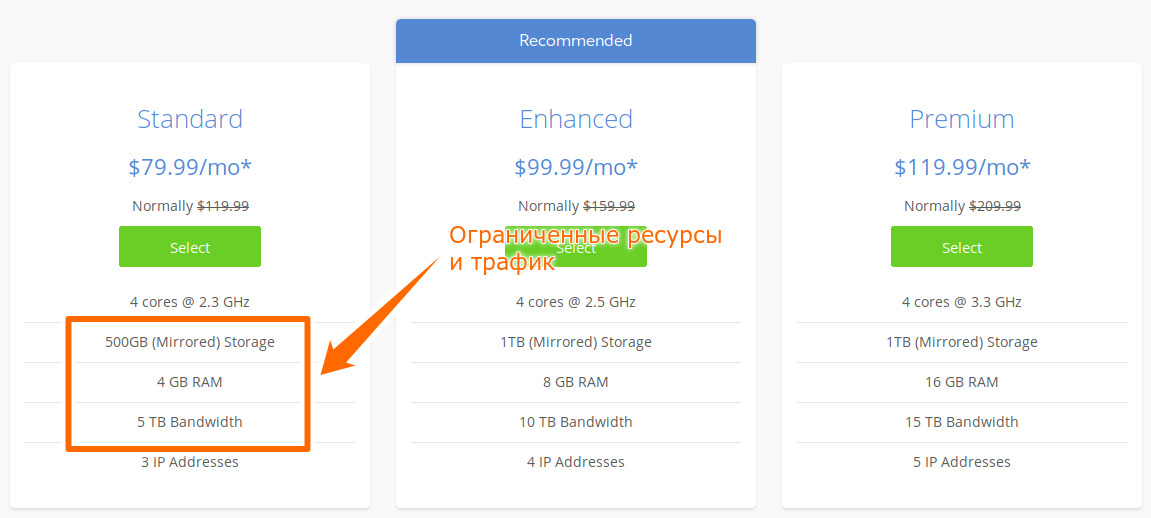 Recommended
Standard
$79.99/mo*
Normally $119.99
Select
4 cores @ 2.3 GHz
500GB (Mirrored) Storage
4 GB RAM
5 TB Bandwidth
3 IP Addresses
Enhanced
$99.99/mo*
Normally $159.99
Select
Ограниченные ресурсы
и трафик
4 cores @ 2.5 GHz
1TB (Mirrored) Storage
8 GB RAM
10 TB Bandwidth
4 IP Addresses
Premium
$119.99/mo*
Normally $209.99
Select
4 cores @ 3.3 GHz
1TB (Mirrored) Storage
16 GB RAM
15 TB Bandwidth
5 IP Addresses